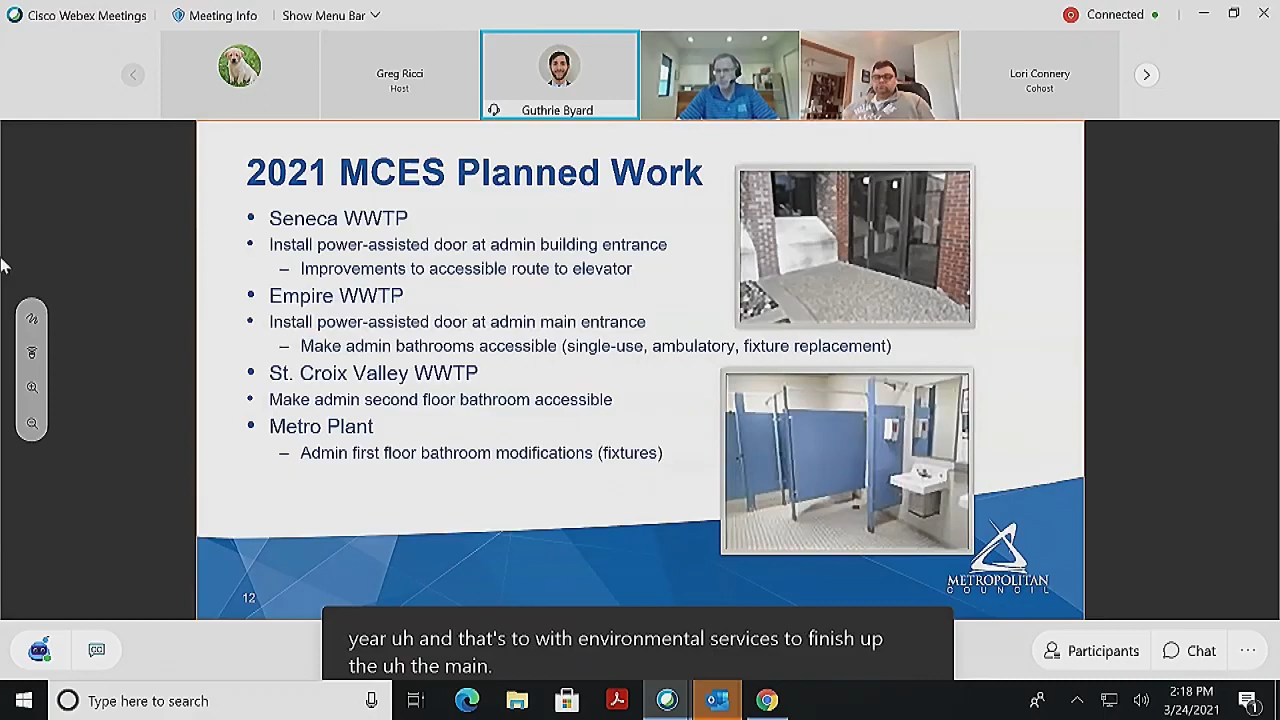 Cisco Webex Meetings
Meeting Info
Show Menu Bar
Connected
Greg Ricci
Host
Guthrie Byard
Lori Connery
Cohost
2021 MCES Planned Work
• Seneca WWTP
• Install power-assisted door at admin building entrance
– Improvements to accessible route to elevator
• Empire WWTP
• Install power-assisted door at admin main entrance
– Make admin bathrooms accessible (single-use, ambulatory, fixture replacement)
• St. Croix Valley WWTP
• Make admin second floor bathroom accessible
• Metro Plant
– Admin first floor bathroom modifications (fixtures)
METROPOLITAN
COUNCIL
12
year uh and that's to with environmental services to finish up
the uh the main.
CC
Participants
Chat
Type here to search
2:18 PM
3/24/2021
1